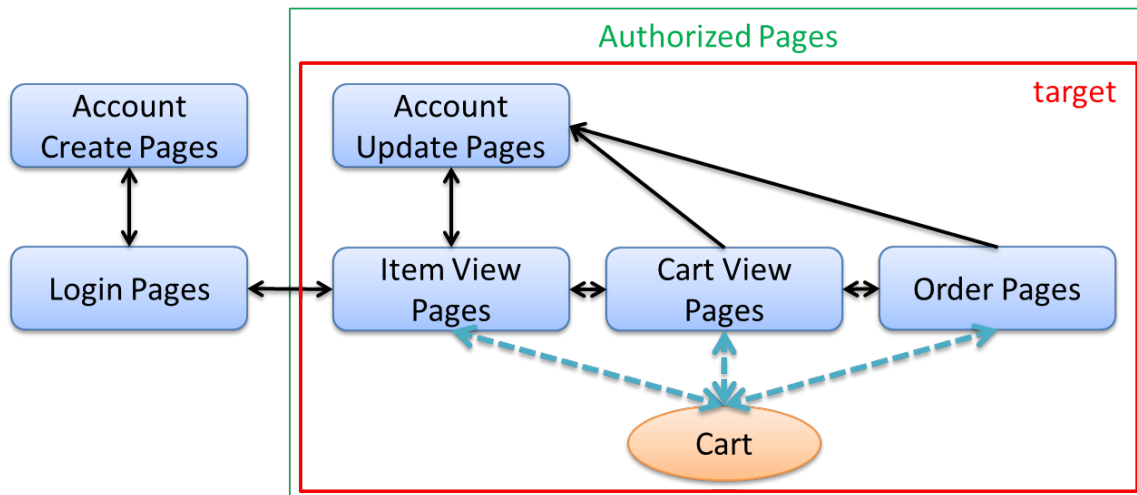 Authorized Pages
target
Account
Create Pages
Account
Update Pages
Login Pages
Item View
Pages
Cart View
Pages
Order Pages
Cart